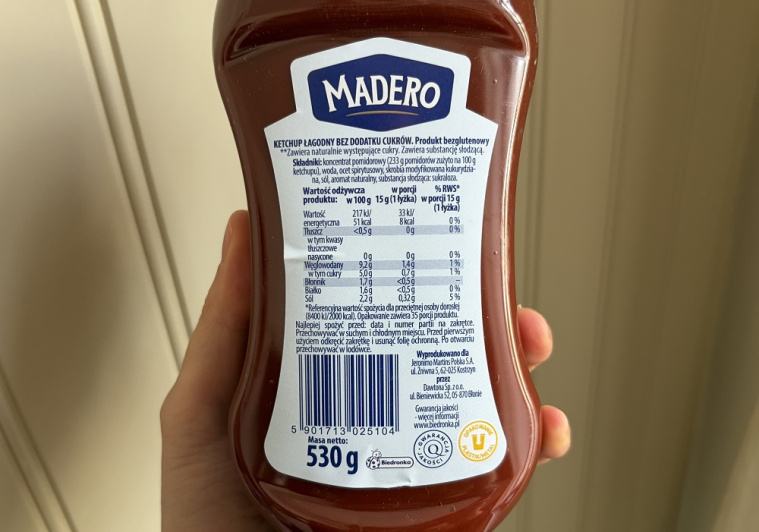 MADERO
KETCHUP ŁAGODNY BEZ DODATKU CUKRÓW. Produkt bezglutenowy
**Zawiera naturalnie występujące cukry. Zawiera substancję słodzącą.
Składniki: koncentrat pomidorowy (233 g pomidorów zużyto na 100 g
ketchupu), woda, ocet spirytusowy, skrobia modyfikowana kukurydzia-
na, sól, aromat naturalny, substancja słodząca: sukraloza.
Wartość odżywcza w porcji % RWS*
produktu: w 100 g 15 g (1 łyżka) w porcji 15 g
(1 łyżka)
Wartość 217 kJ/ 33 kJ/
energetyczna 51 kcal 8 kcal 0 %
Tłuszcz <0,5 g 0 g 0 %
w tym kwasy
tłuszczowe
nasycone 0 g 0 g 0 %
Węglowodany 9,2 g 1,4 g 1 %
w tym cukry 5,0 g 0,7 g 1 %
Błonnik 1,7 g <0,5 g –
Białko 1,6 g <0,5 g 0 %
Sól 2,2 g 0,32 g 5 %
*Referencyjna wartość spożycia dla przeciętnej osoby dorosłej
(8400 kJ/2000 kcal). Opakowanie zawiera 35 porcji produktu.
Najlepiej spożyć przed: data i numer partii na zakrętce.
Przechowywać w suchym i chłodnym miejscu. Przed pierwszym
użyciem odkręcić zakrętkę i usunąć folię ochronną. Po otwarciu
przechowywać w lodówce.
Wyprodukowano dla
Jeronimo Martins Polska S.A.
ul. Żniwna 5, 62-025 Kostrzyn
przez
Dawtona Sp. z o.o.
ul. Bieniewicka 52, 05-870 Błonie
Gwarancja jakości
- więcej informacji
www.biedronka.pl
5 901713 025104
Masa netto:
530 g
Biedronka
GWARANCJA
Q
JAKOŚCI
OPAKOWANIE